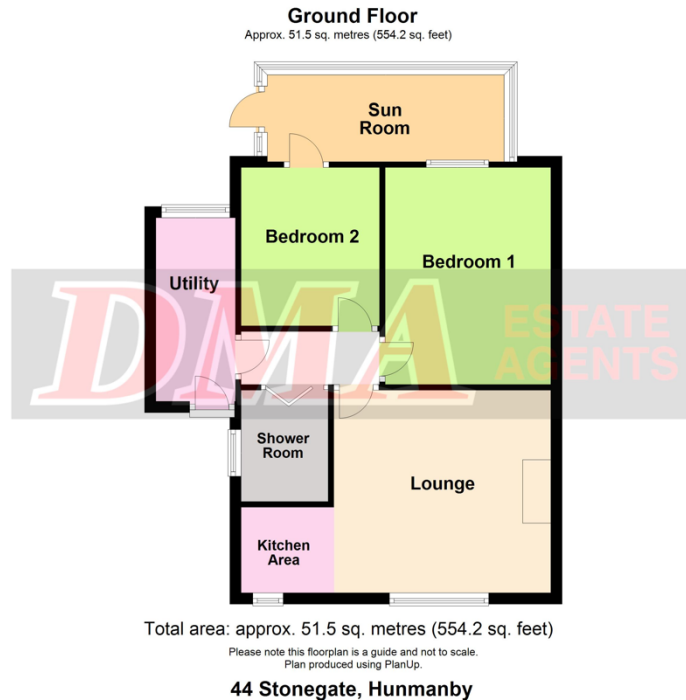 Ground Floor
Approx. 51.5 sq. metres (554.2 sq. feet)
Sun
Room
Bedroom 2
Bedroom 1
Utility
DMA
ESTATE
AGENTS
Shower
Room
Lounge
Kitchen
Area
Total area: approx. 51.5 sq. metres (554.2 sq. feet)
Please note this floorplan is a guide and not to scale.
Plan produced using PlanUp.
44 Stonegate, Hunmanby